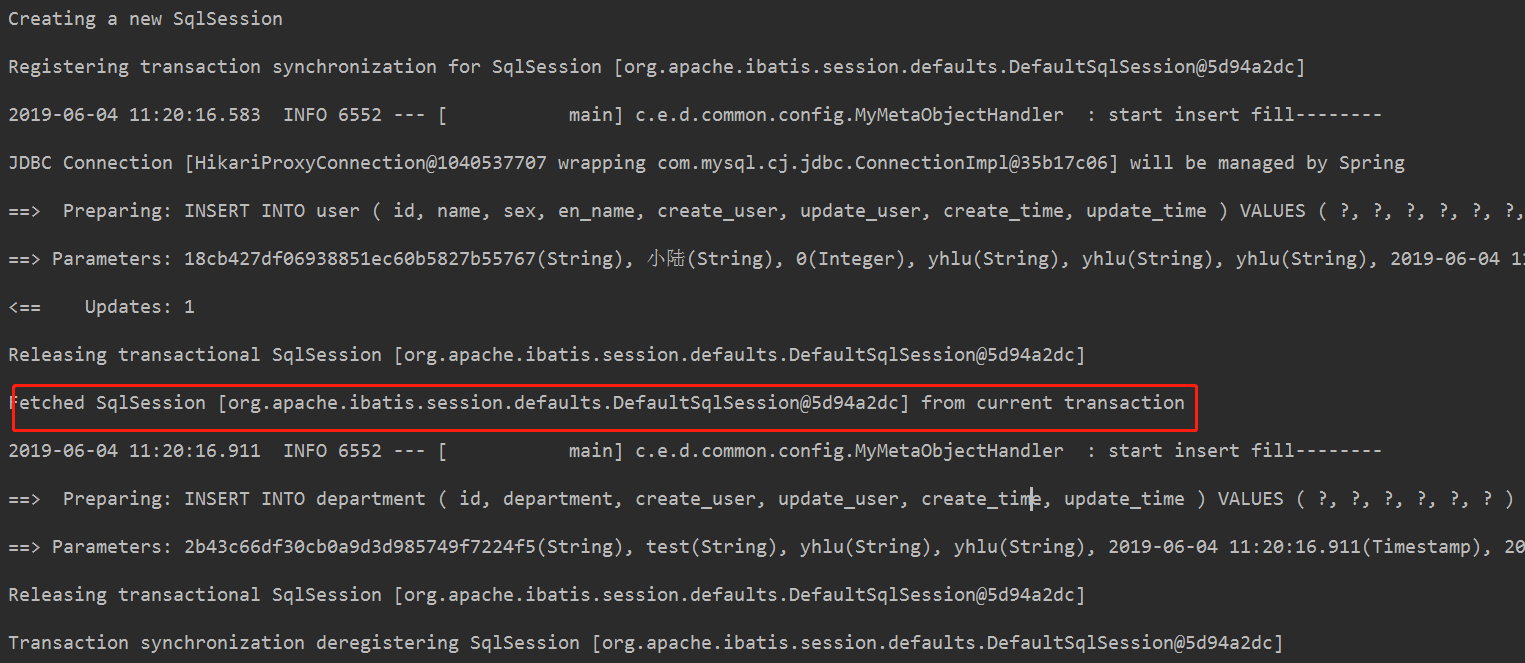 Creating a new SqlSession
Registering transaction synchronization for SqlSession [org.apache.ibatis.session.defaults.DefaultSqlSession@5d94a2dc]
2019-06-04 11:20:16.583  INFO 6552 --- [           main] c.e.d.common.config.MyMetaObjectHandler  : start insert fill--------
JDBC Connection [HikariProxyConnection@1040537707 wrapping com.mysql.cj.jdbc.ConnectionImpl@35b17c06] will be managed by Spring
==>  Preparing: INSERT INTO user ( id, name, sex, en_name, create_user, update_user, create_time, update_time ) VALUES ( ?, ?, ?, ?, ?, ?,
==> Parameters: 18cb427df06938851ec60b5827b55767(String), 小陆(String), 0(Integer), yhlu(String), yhlu(String), yhlu(String), 2019-06-04 11
<==    Updates: 1
Releasing transactional SqlSession [org.apache.ibatis.session.defaults.DefaultSqlSession@5d94a2dc]
Fetched SqlSession [org.apache.ibatis.session.defaults.DefaultSqlSession@5d94a2dc] from current transaction
2019-06-04 11:20:16.911  INFO 6552 --- [           main] c.e.d.common.config.MyMetaObjectHandler  : start insert fill--------
==>  Preparing: INSERT INTO department ( id, department, create_user, update_user, create_time, update_time ) VALUES ( ?, ?, ?, ?, ?, ? )
==> Parameters: 2b43c66df30cb0a9d3d985749f7224f5(String), test(String), yhlu(String), yhlu(String), 2019-06-04 11:20:16.911(Timestamp), 20
Releasing transactional SqlSession [org.apache.ibatis.session.defaults.DefaultSqlSession@5d94a2dc]
Transaction synchronization deregistering SqlSession [org.apache.ibatis.session.defaults.DefaultSqlSession@5d94a2dc]